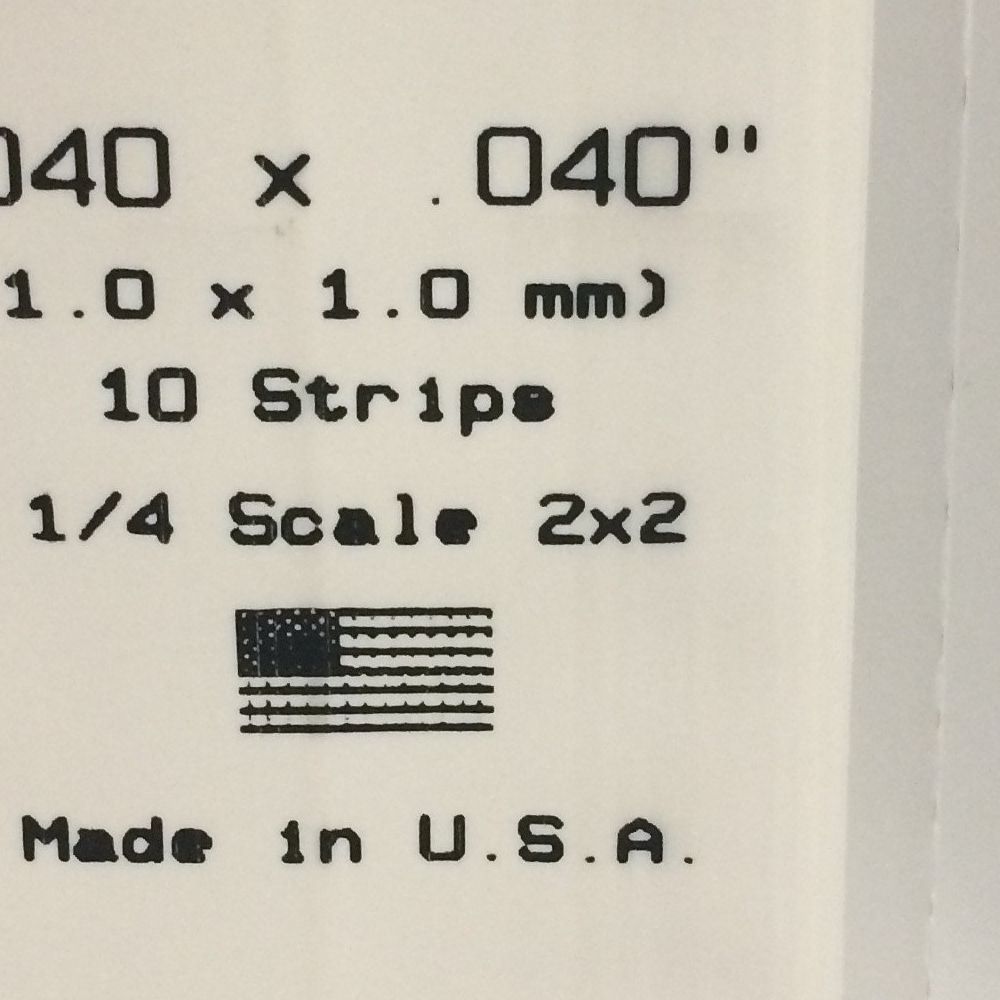 040 x .040"
1.0 x 1.0 mm)
10 Strips
1/4 Scale 2x2
Made in U.S.A.